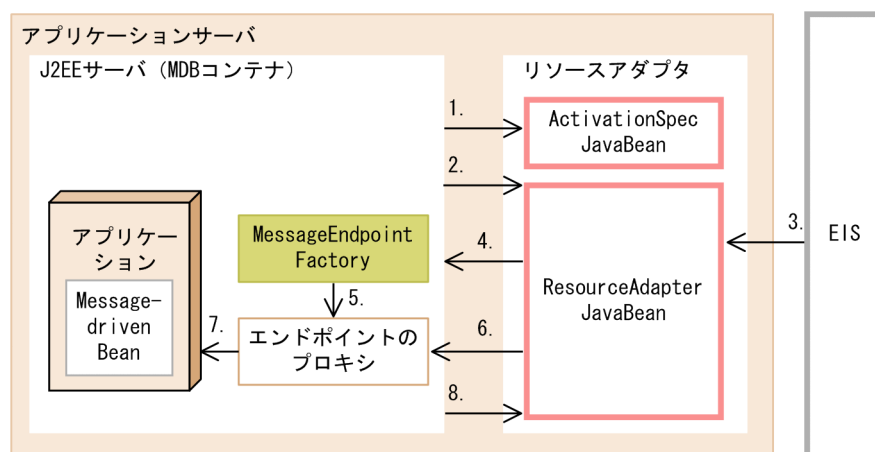 アプリケーションサーバ
J2EEサーバ（MDBコンテナ）
リソースアダプタ
1.
ActivationSpec
JavaBean
2.
3.
EIS
アプリケー
ション
Message-
driven
Bean
MessageEndpoint
Factory
4.
ResourceAdapter
JavaBean
5.
7.
エンドポイントの
プロキシ
6.
8.